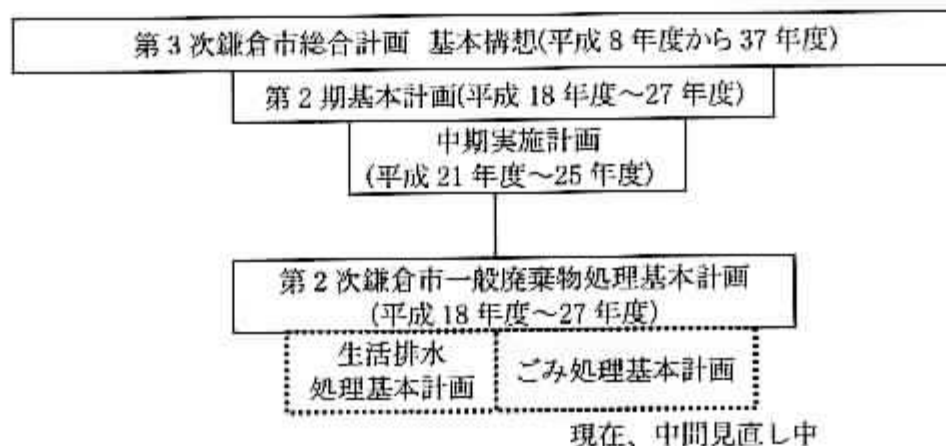 第3次鎌倉市総合計画 基本構想(平成8年度から37年度)
第2期基本計画(平成18年度～27年度)
中期実施計画
(平成21年度～25年度)
第2次鎌倉市一般廃棄物処理基本計画
(平成18年度～27年度)
生活排水
処理基本計画
ごみ処理基本計画
現在、中間見直し中